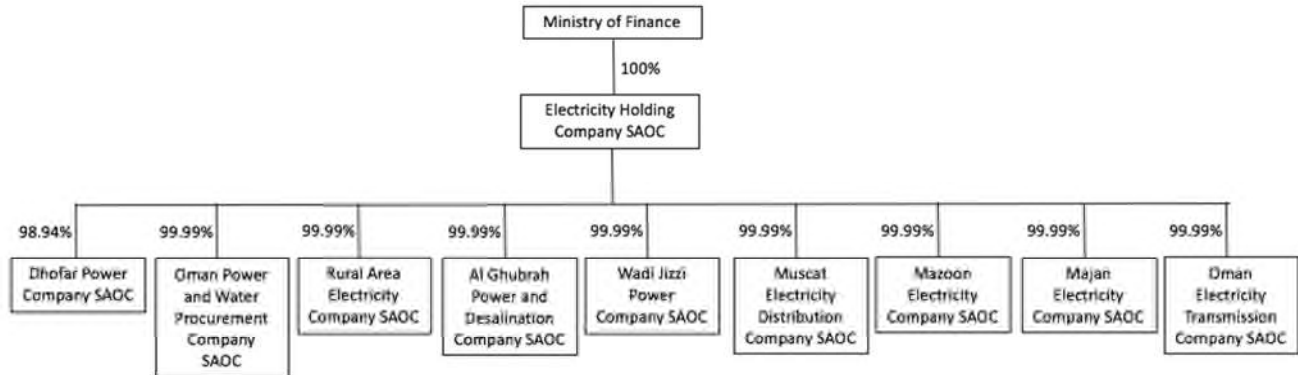 Ministry of Finance
100%
Electricity Holding
Company SAOC
98.94%
99.99%
99.99%
99.99%
99.99%
99.99%
99.99%
99.99%
99.99%
Dhofar Power
Company SAOC
Oman Power
and Water
Procurement
Company
SAOC
Rural Area
Electricity
Company SAOC
Al Ghubrah
Power and
Desalination
Company SAOC
Wadi Jizzi
Power
Company SAOC
Muscat
Electricity
Distribution
Company SAOC
Mazoon
Electricity
Company SAOC
Majan
Electricity
Company SAOC
Oman
Electricity
Transmission
Company SAOC